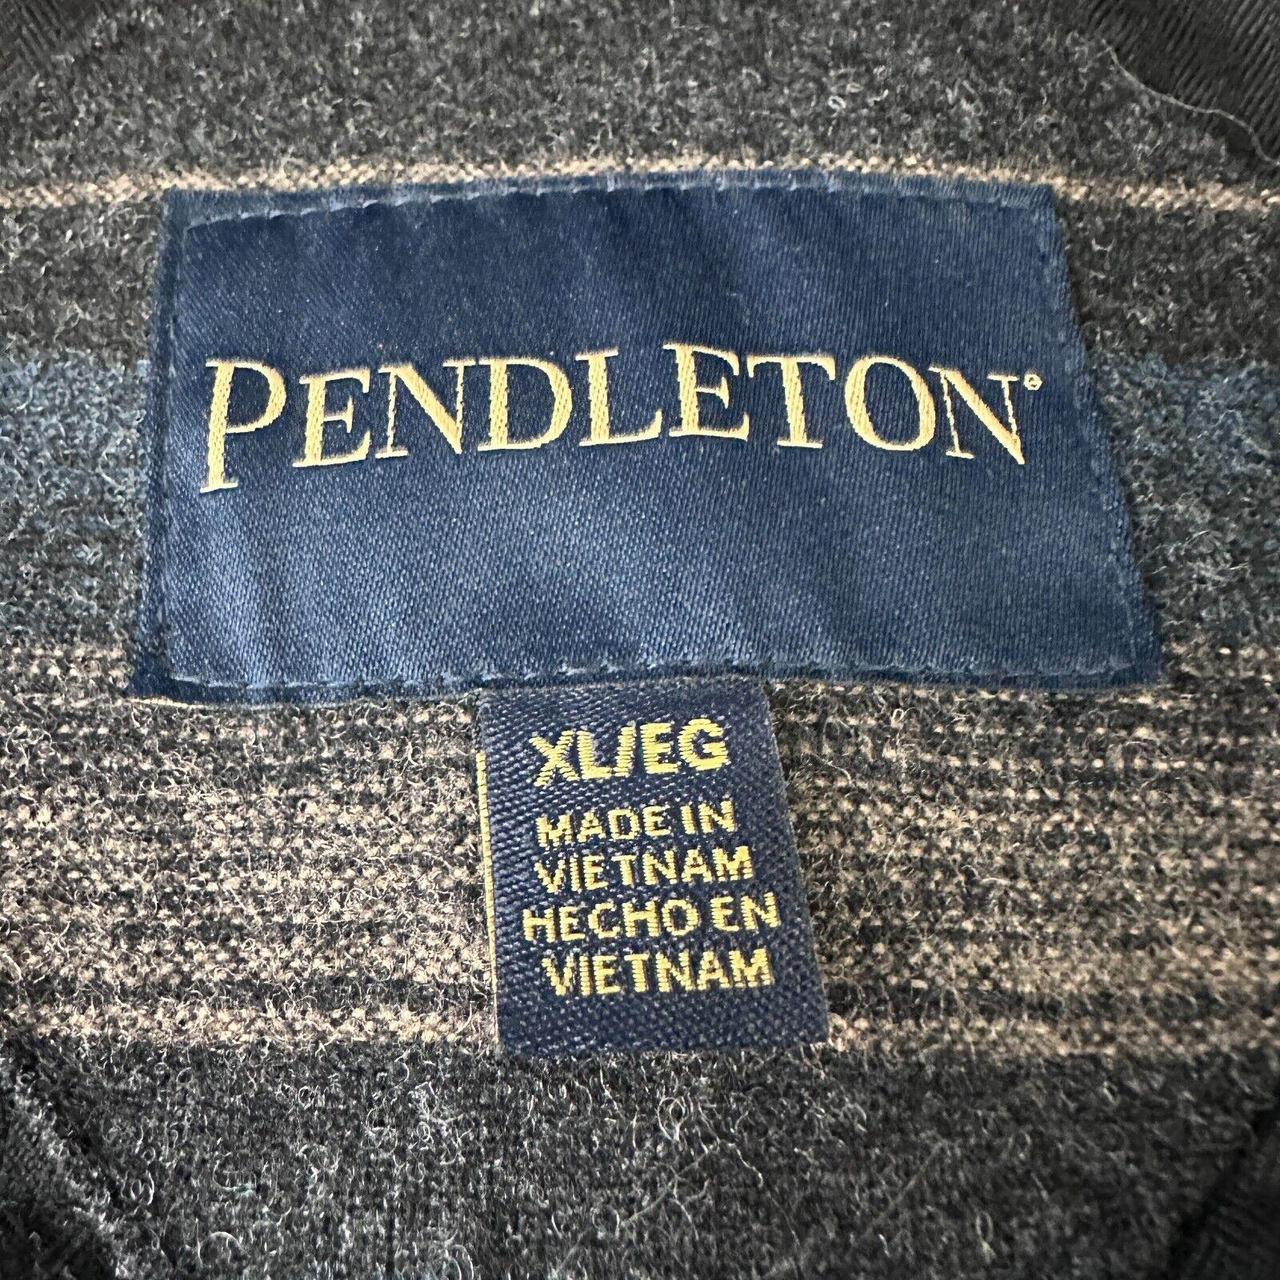 PENDLETON®
XL/EG
MADE IN
VIETNAM
HECHO EN
VIETNAM